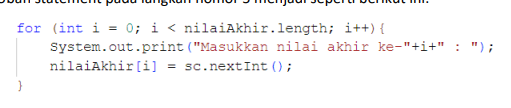 statement pada langkah nomor 3 menjadi seperti berikut ini.
for (int i = 0; i < nilaiAkhir.length; i++){
System.out.print("Masukkan nilai akhir ke-"+i+" : ");
nilaiAkhir[i] = sc.nextInt();
}